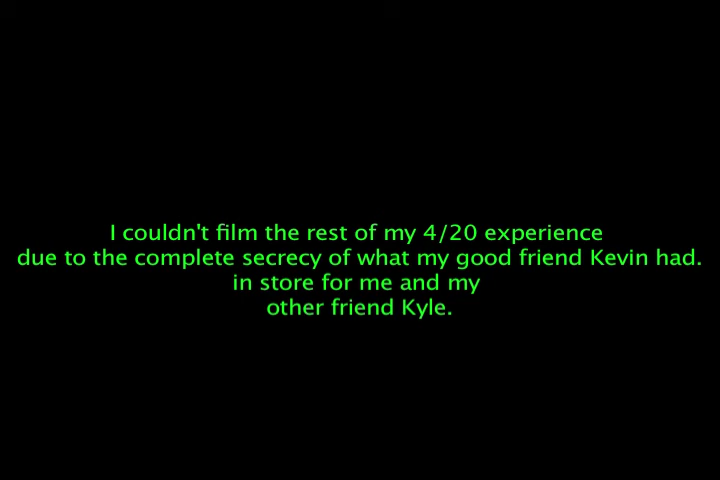 I couldn't film the rest of my 4/20 experience
due to the complete secrecy of what my good friend Kevin had.
in store for me and my
other friend Kyle.